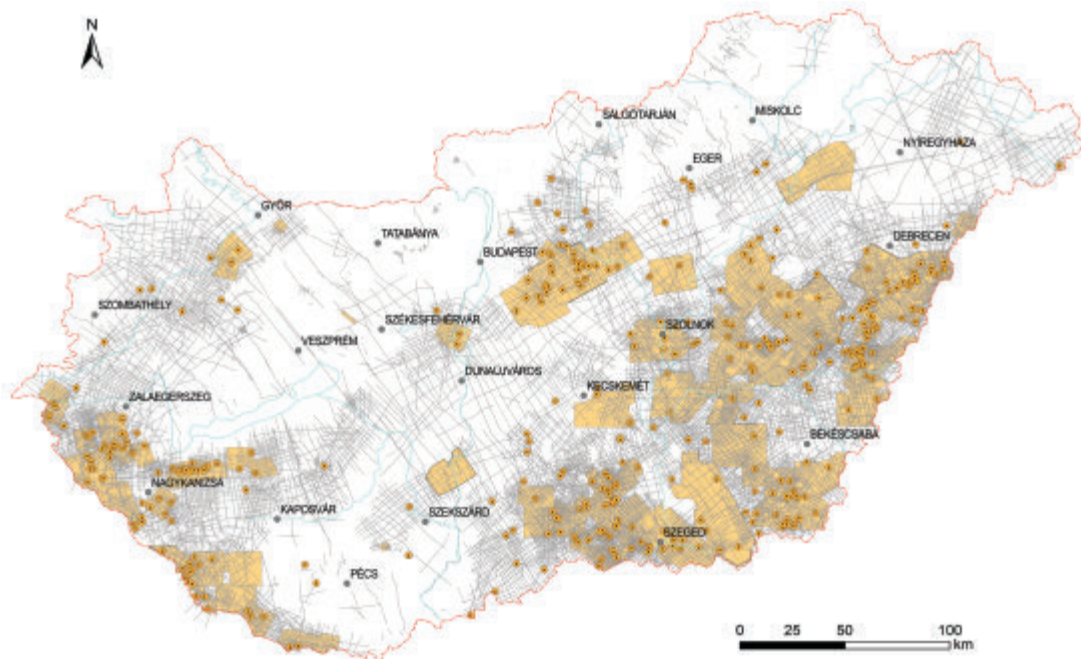 N
SALGÓTARJÁN
MISKOLC
NYÍREGYHÁZA
EGER
GYŐR
TATABÁNYA
BUDAPEST
DEBRECEN
SZOMBATHELY
SZÉKESFEHÉRVÁR
SZOLNOK
VESZPRÉM
DUNAÚJVÁROS
KECSKEMÉT
ZALAEGERSZEG
BÉKÉSCSABA
NAGYKANIZSA
KAPOSVÁR
SZEKSZÁRD
SZEGED
PÉCS
0 25 50 100
km